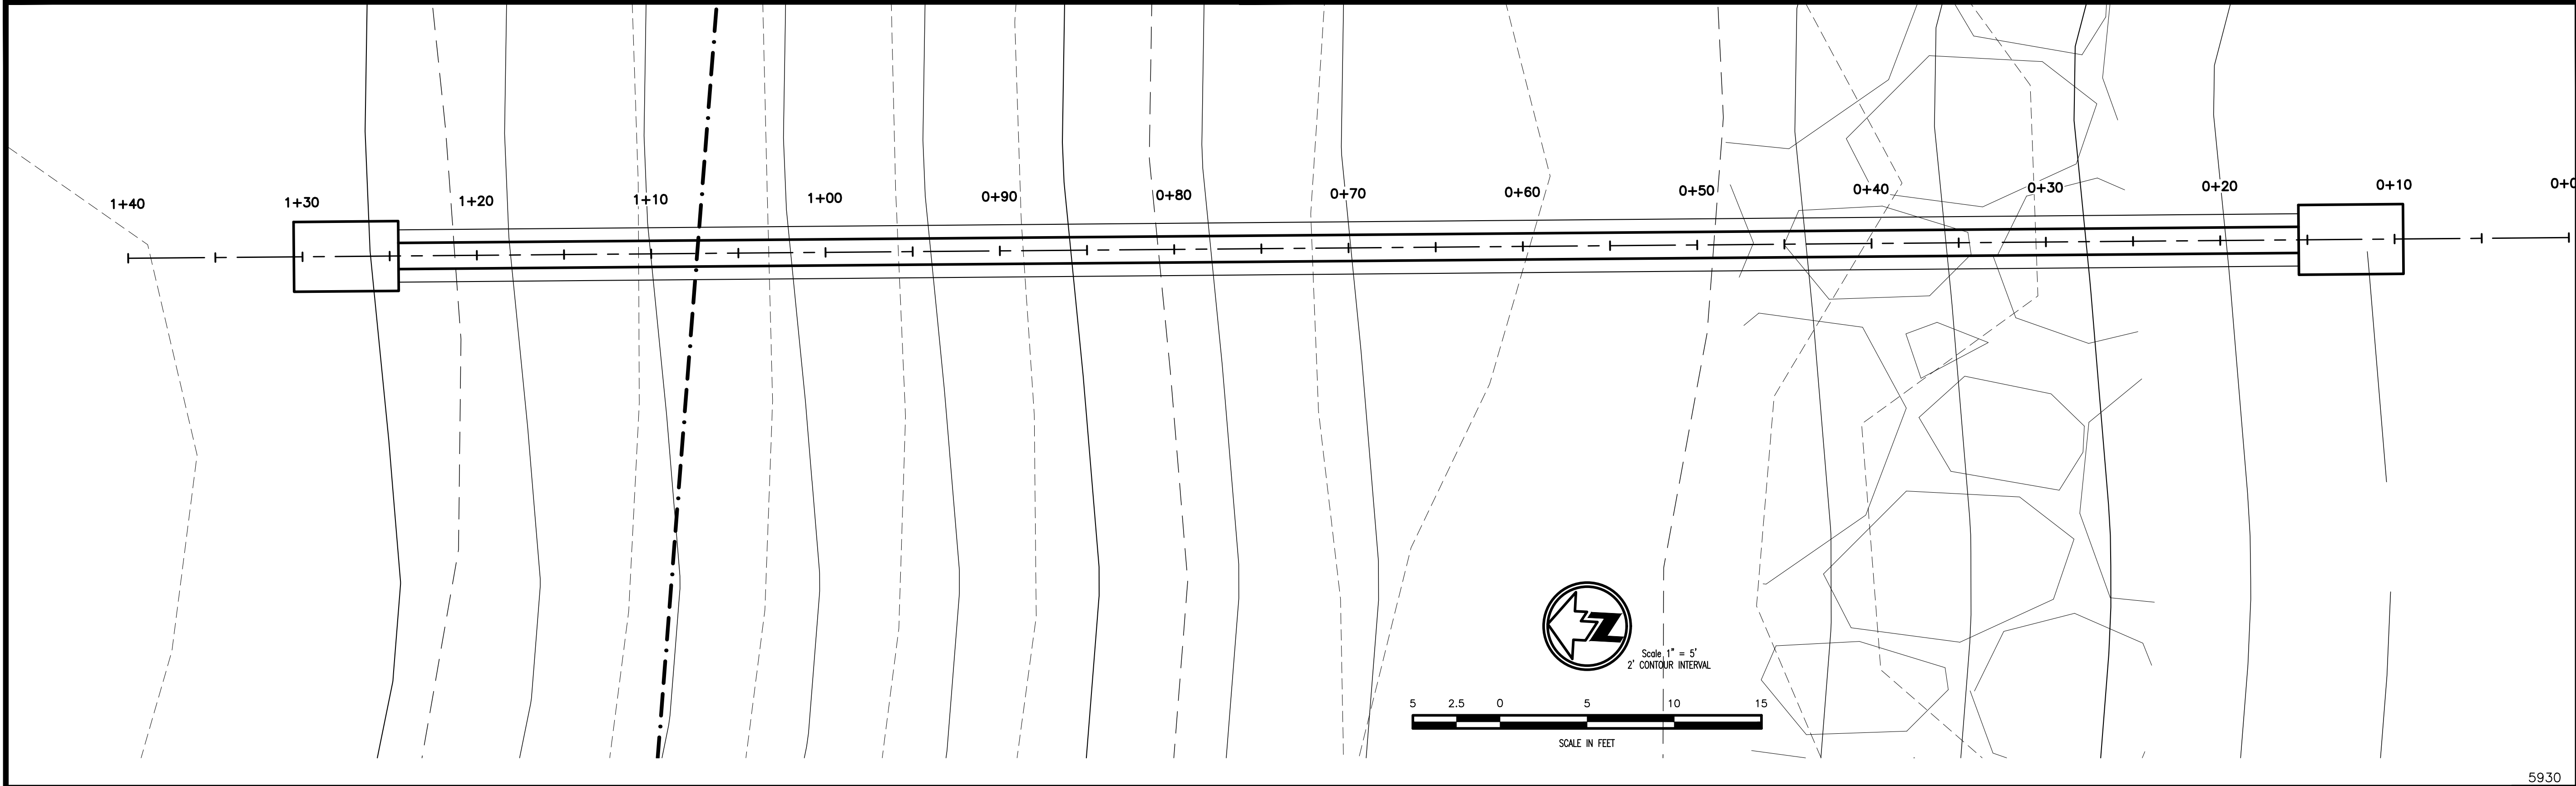 1+40 1+30 1+20 1+10 1+00 0+90 0+80 0+70 0+60 0+50 0+40 0+30 0+20 0+10
Z
Scale 1" = 5'
2' CONTOUR INTERVAL
5 2.5 0 5 10 15
SCALE IN FEET
5930